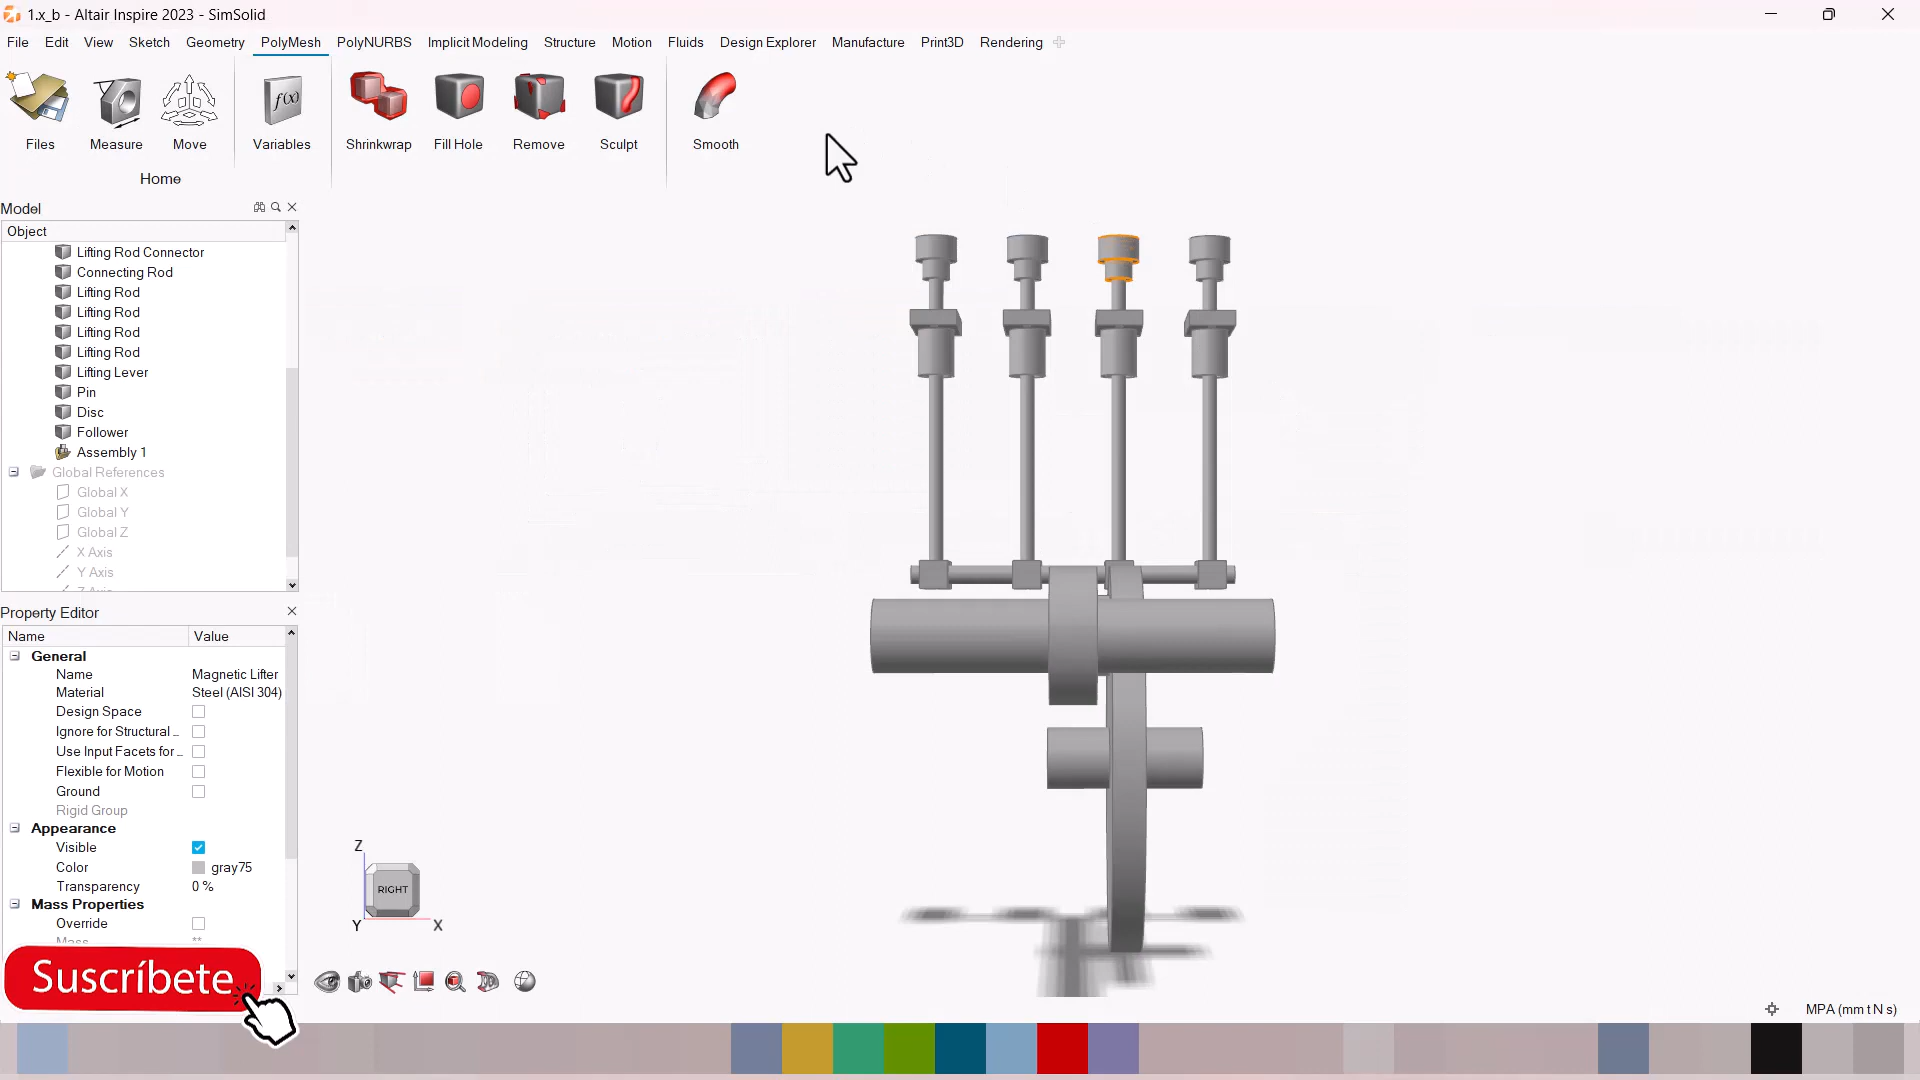 1.x_b - Altair Inspire 2023 - SimSolid
File Edit View Sketch Geometry PolyMesh PolyNURBS Implicit Modeling Structure Motion Fluids Design Explorer Manufacture Print3D Rendering
f(x)
Files Measure Move Variables Shrinkwrap Fill Hole Remove Sculpt Smooth
Home
Model
Object
Lifting Rod Connector
Connecting Rod
Lifting Rod
Lifting Rod
Lifting Rod
Lifting Rod
Lifting Lever
Pin
Disc
Follower
Assembly 1
Global References
Global X
Global Y
Global Z
X Axis
Y Axis
Z Axis
Property Editor
Name Value
General
Name Magnetic Lifter
Material Steel (AISI 304)
Design Space
Ignore for Structural ...
Use Input Facets for ...
Flexible for Motion
Ground
Rigid Group
Appearance
Visible
Color gray75
Transparency 0 %
Mass Properties
Override
Mass **
Suscríbete
Z
RIGHT
Y X
MPA (mm t N s)